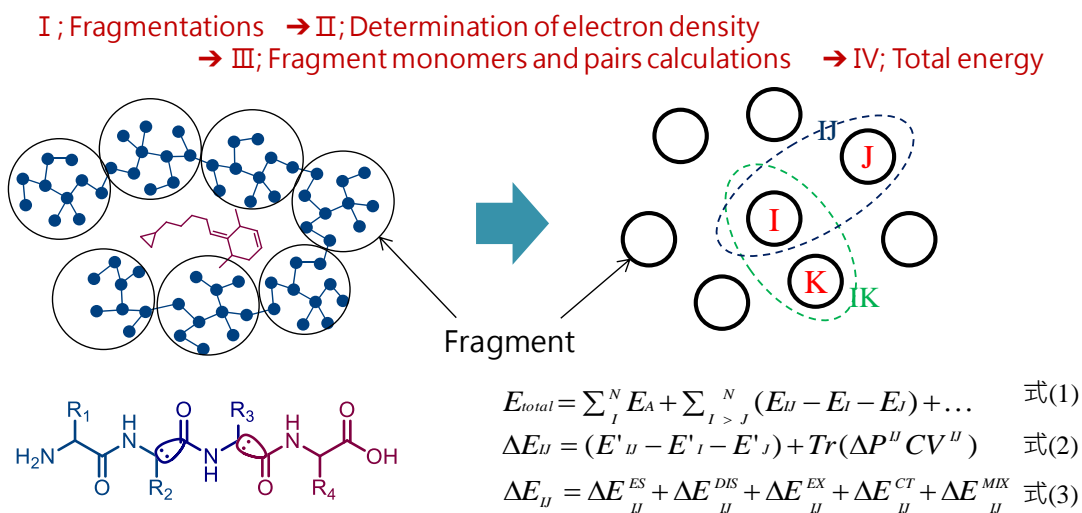 Ⅰ; Fragmentations ➔ Ⅱ; Determination of electron density
➔ Ⅲ; Fragment monomers and pairs calculations ➔ Ⅳ; Total energy
IJ
J
I
K
IK
Fragment
R1
O
R3
O
H
N
H
N
H2N
OH
O
R2
N
H
O
R4
E_total = ∑_I^N E_A + ∑_{I > J}^N (E_IJ − E_I − E_J) + … 式(1)
ΔE_IJ = (E'_IJ − E'_I − E'_J) + Tr(ΔP^IJ CV^IJ) 式(2)
ΔE_IJ = ΔE_IJ^ES + ΔE_IJ^DIS + ΔE_IJ^EX + ΔE_IJ^CT + ΔE_IJ^MIX 式(3)